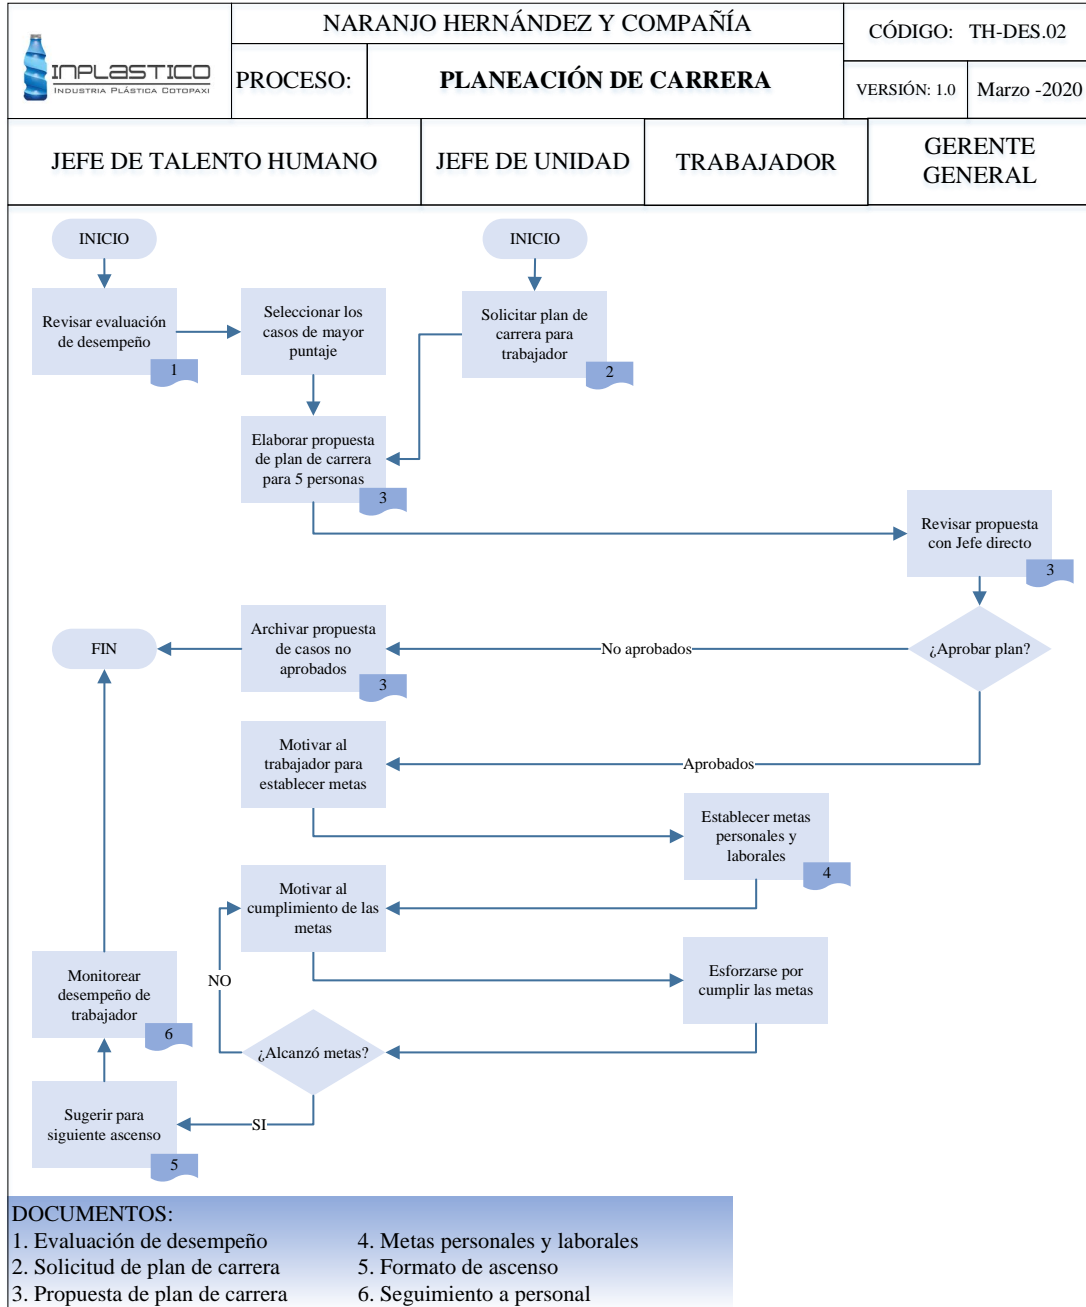 INPLASTICO
INDUSTRIA PLÁSTICA COTOPAXI
NARANJO HERNÁNDEZ Y COMPAÑÍA
CÓDIGO: TH-DES.02
PROCESO:
PLANEACIÓN DE CARRERA
VERSIÓN: 1.0
Marzo -2020
JEFE DE TALENTO HUMANO
JEFE DE UNIDAD
TRABAJADOR
GERENTE
GENERAL
INICIO
INICIO
Revisar evaluación
de desempeño
1
Seleccionar los
casos de mayor
puntaje
Solicitar plan de
carrera para
trabajador
2
Elaborar propuesta
de plan de carrera
para 5 personas
3
Revisar propuesta
con Jefe directo
3
¿Aprobar plan?
No aprobados
Archivar propuesta
de casos no
aprobados
3
FIN
Aprobados
Motivar al
trabajador para
establecer metas
Establecer metas
personales y
laborales
4
Motivar al
cumplimiento de las
metas
Esforzarse por
cumplir las metas
NO
¿Alcanzó metas?
SI
Monitorear
desempeño de
trabajador
6
Sugerir para
siguiente ascenso
5
DOCUMENTOS:
1. Evaluación de desempeño
2. Solicitud de plan de carrera
3. Propuesta de plan de carrera
4. Metas personales y laborales
5. Formato de ascenso
6. Seguimiento a personal